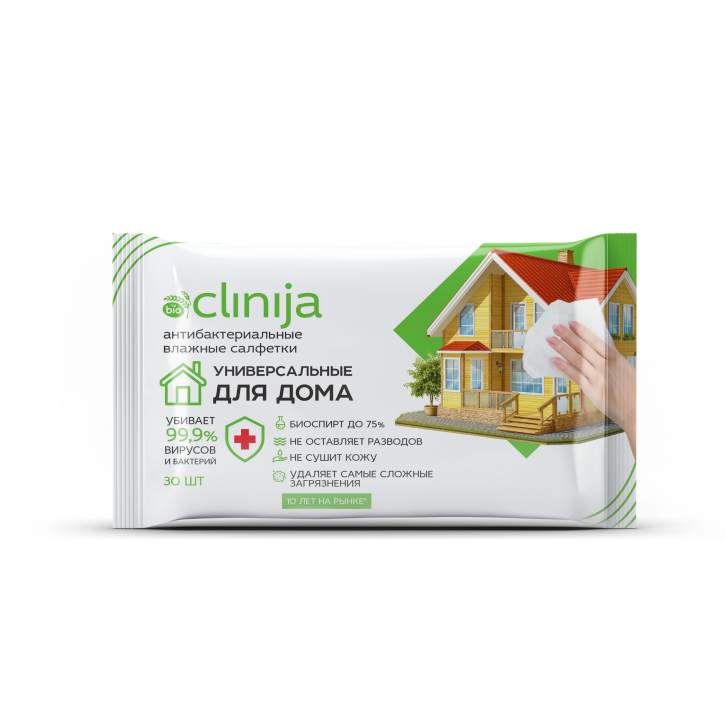 bio
clinija
антибактериальные
влажные салфетки
УНИВЕРСАЛЬНЫЕ
ДЛЯ ДОМА
УБИВАЕТ
99,9%
ВИРУСОВ
И БАКТЕРИЙ
30 ШТ
БИОСПИРТ ДО 75%
НЕ ОСТАВЛЯЕТ РАЗВОДОВ
НЕ СУШИТ КОЖУ
УДАЛЯЕТ САМЫЕ СЛОЖНЫЕ
ЗАГРЯЗНЕНИЯ
10 ЛЕТ НА РЫНКЕ*